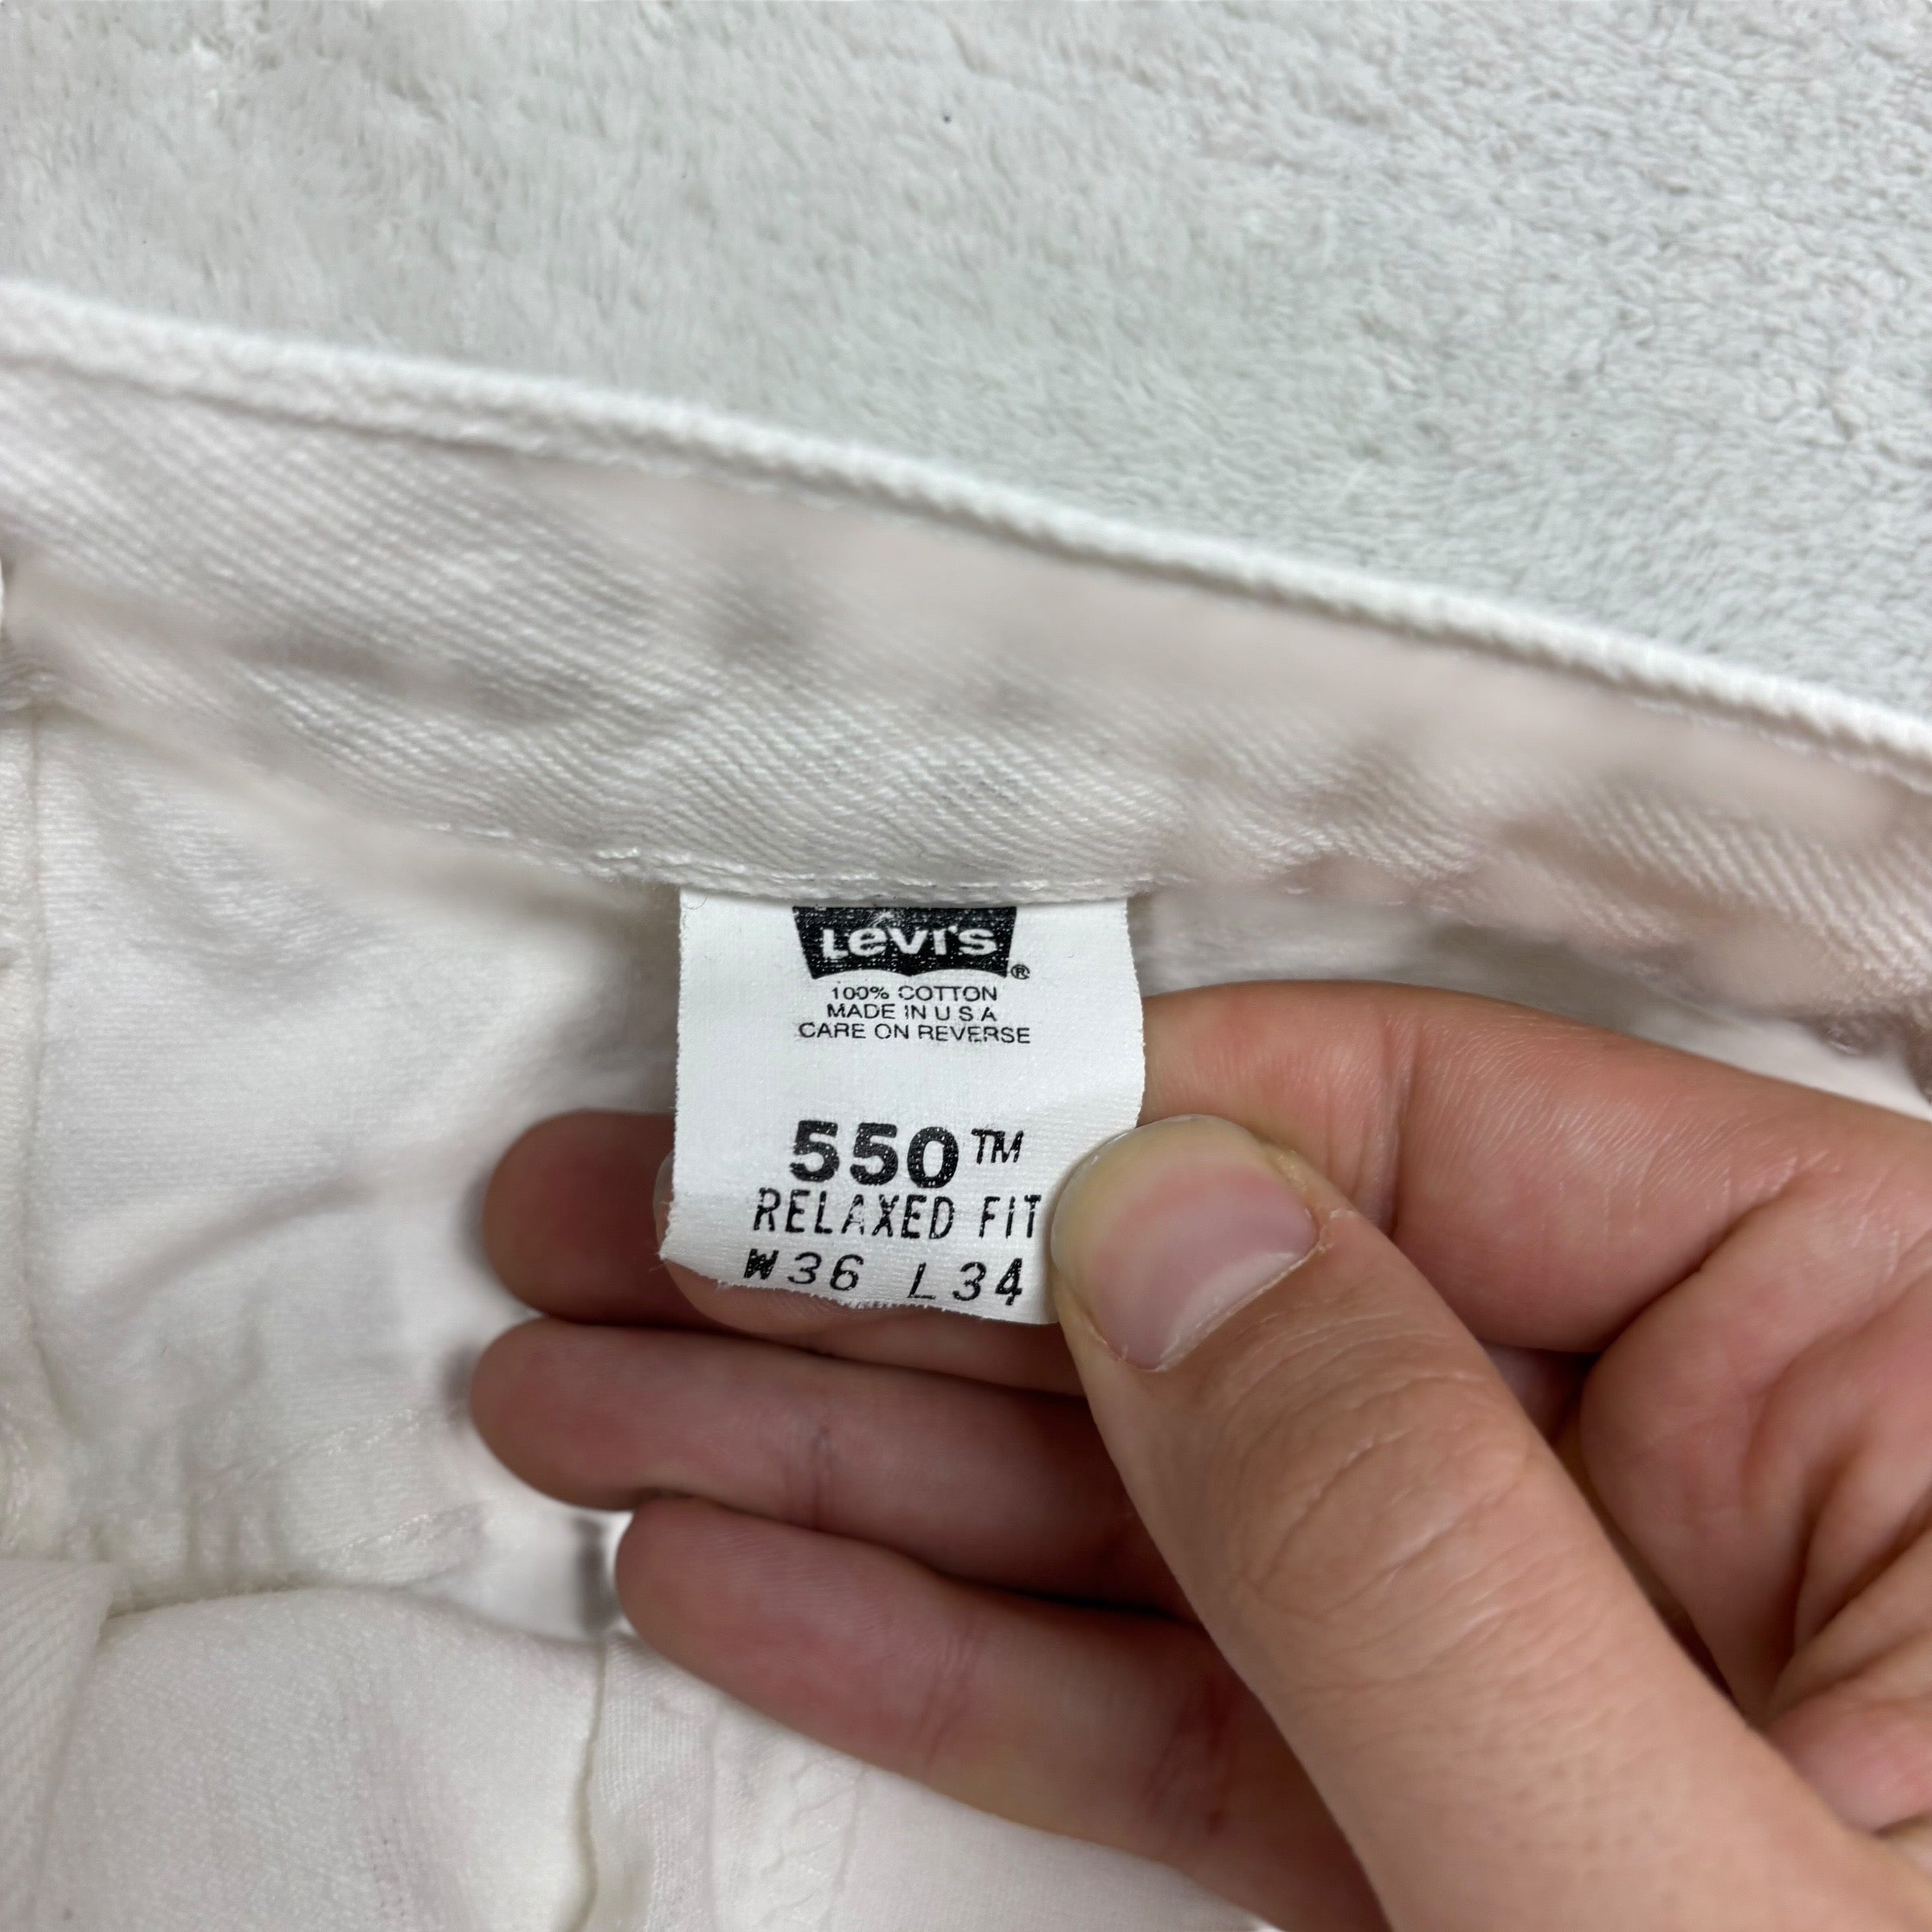 Levi's®
100% COTTON
MADE IN U S A
CARE ON REVERSE
550™
RELAXED FIT
W36 L34